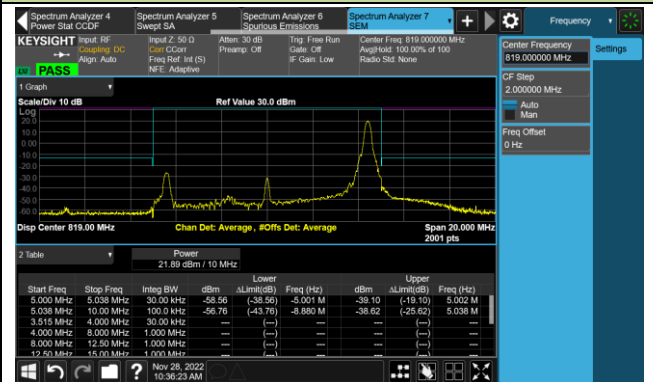 Spectrum Analyzer 4
Power Stat CCDF
Spectrum Analyzer 5
Swept SA
Spectrum Analyzer 6
Spurious Emissions
Spectrum Analyzer 7
SEM
Frequency
KEYSIGHT
Input: RF
Coupling: DC
Align: Auto
Input Z: 50 Ω
Corr CCorr
Freq Ref: Int (S)
NFE: Adaptive
Atten: 30 dB
Preamp: Off
Trig: Free Run
Gate: Off
IF Gain: Low
Center Freq: 819.000000 MHz
Avg|Hold: 100.00% of 100
Radio Std: None
PASS
Center Frequency
819.000000 MHz
Settings
CF Step
2.000000 MHz
Auto
Man
Freq Offset
0 Hz
1 Graph
Scale/Div 10 dB
Ref Value 30.0 dBm
Log
20.0
10.0
0.00
-10.0
-20.0
-30.0
-40.0
-50.0
-60.0
Disp Center 819.00 MHz
Chan Det: Average , #Offs Det: Average
Span 20.000 MHz
2001 pts
2 Table
Power
21.89 dBm / 10 MHz
Lower Upper
Start Freq Stop Freq Integ BW dBm ΔLimit(dB) Freq (Hz) dBm ΔLimit(dB) Freq (Hz)
5.000 MHz 5.038 MHz 30.00 kHz -58.56 (-38.56) -5.001 M -39.10 (-19.10) 5.002 M
5.038 MHz 10.00 MHz 100.0 kHz -56.76 (-43.76) -8.880 M -38.62 (-25.62) 5.038 M
3.515 MHz 4.000 MHz 30.00 kHz --- (---) --- --- (---) ---
4.000 MHz 8.000 MHz 1.000 MHz --- (---) --- --- (---) ---
8.000 MHz 12.50 MHz 1.000 MHz --- (---) --- --- (---) ---
12.50 MHz 15.00 MHz 1.000 MHz --- (---) --- --- (---) ---
Nov 28, 2022
10:36:23 AM